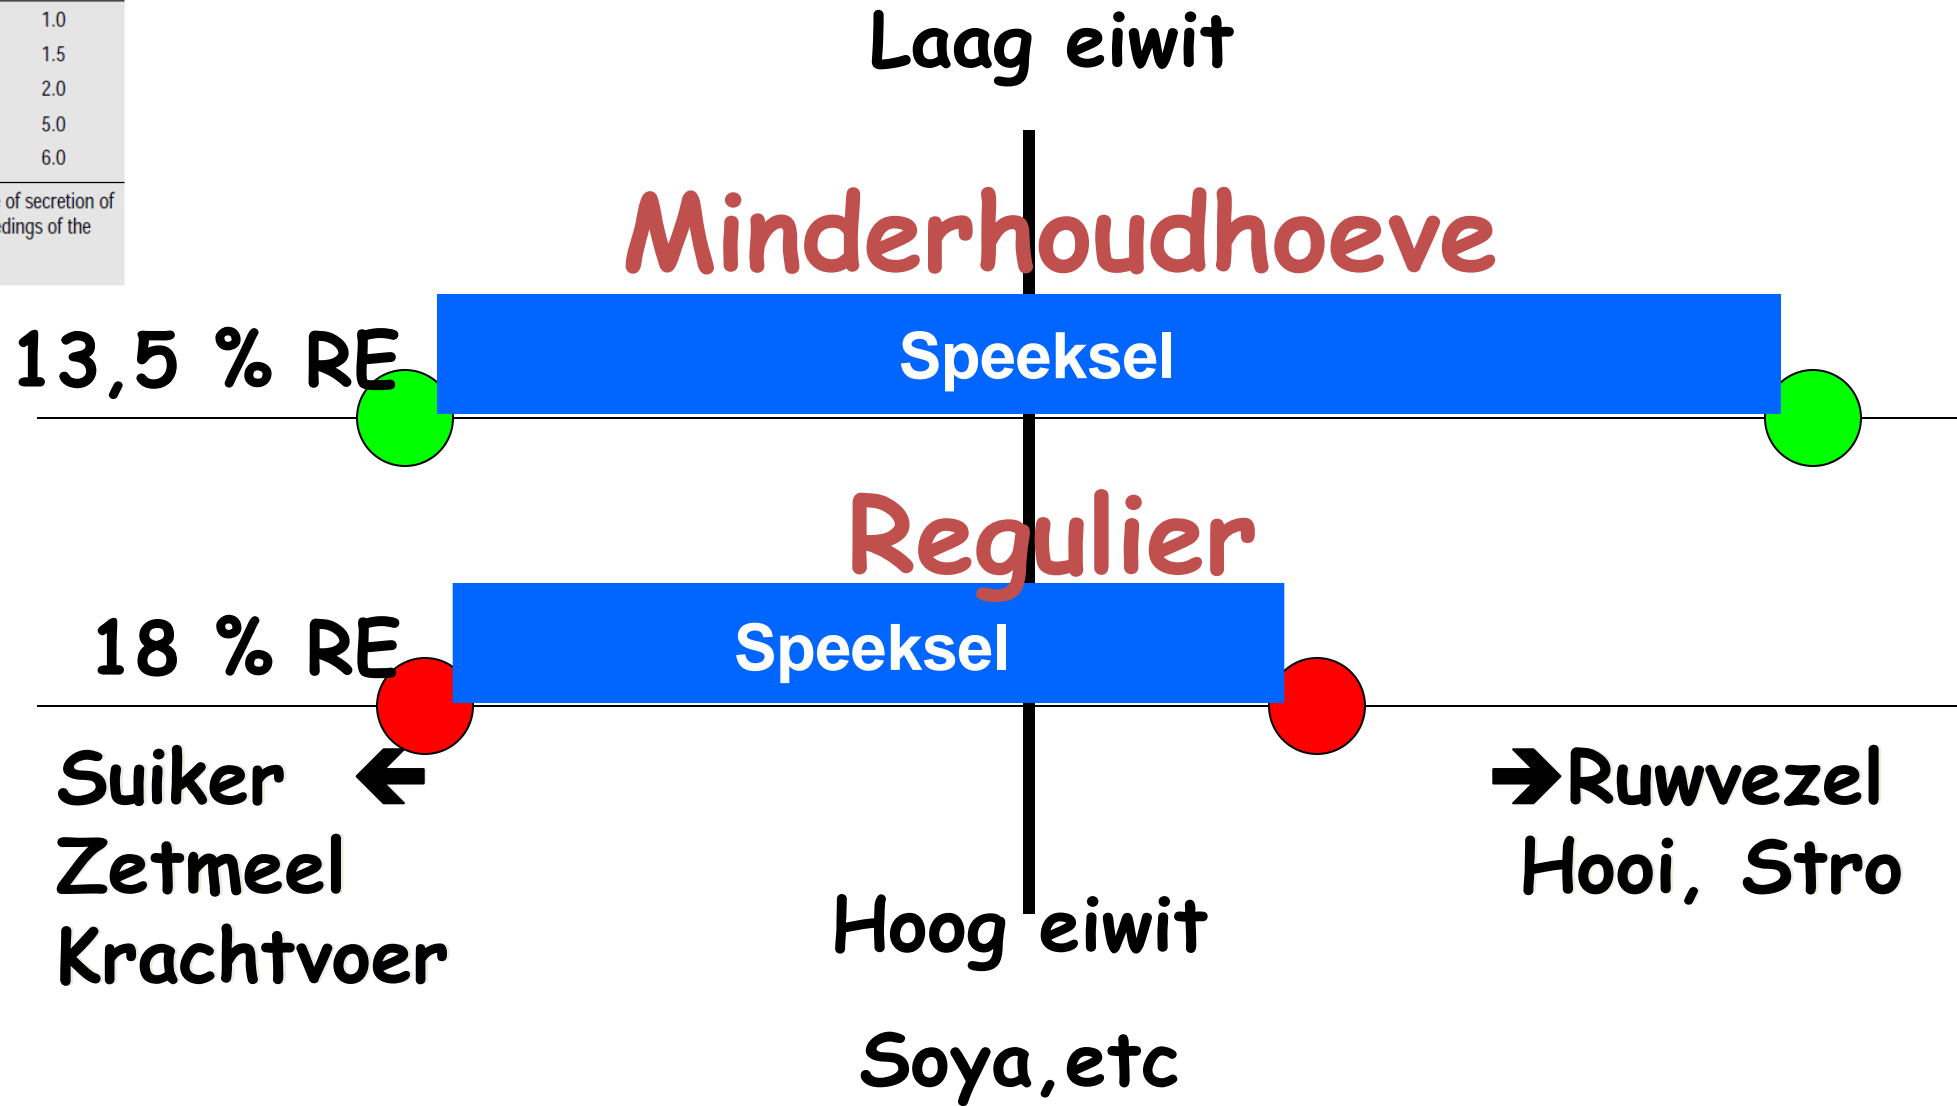 1.0
1.5
2.0
5.0
6.0
of secretion of
dings of the
Laag eiwit
Minderhoudhoeve
13,5 % RE
Speeksel
Regulier
18 % RE
Speeksel
Suiker ←
Zetmeel
Krachtvoer
→Ruwvezel
Hooi, Stro
Hoog eiwit
Soya,etc